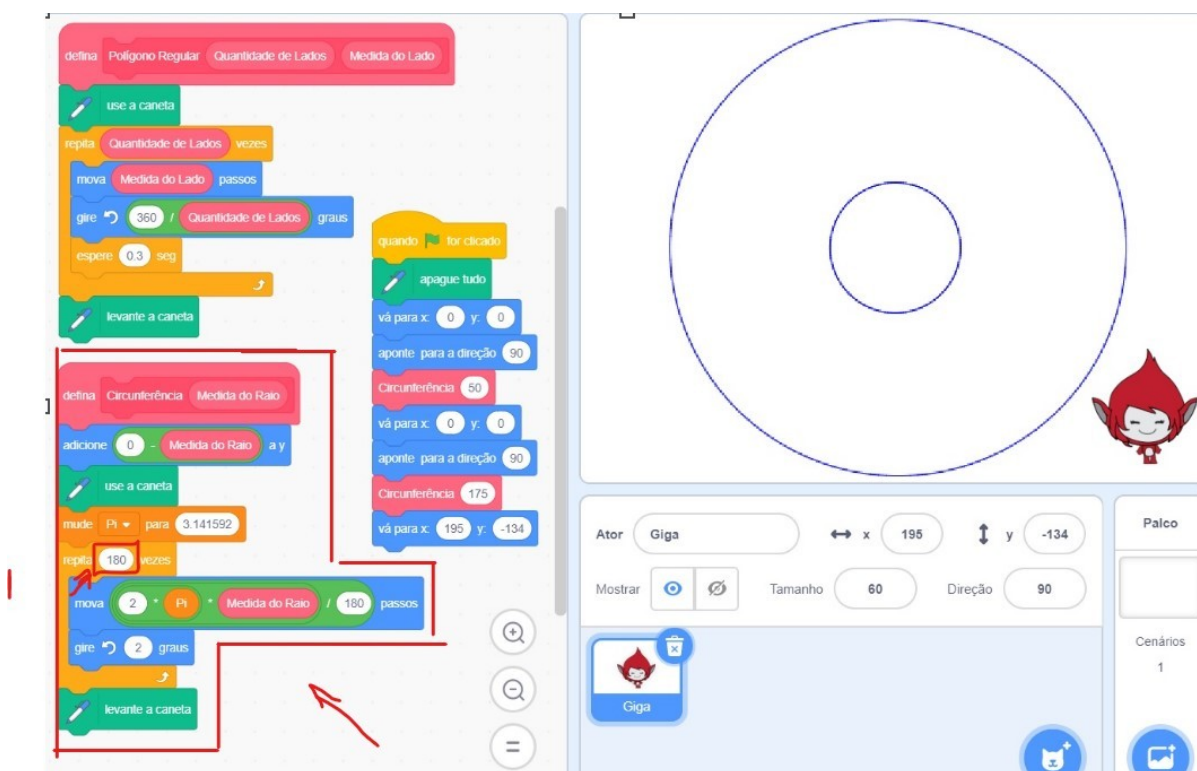 defina Polígono Regular Quantidade de Lados Medida do Lado
use a caneta
repita Quantidade de Lados vezes
mova Medida do Lado passos
gire 360 / Quantidade de Lados graus
espere 0.3 seg
levante a caneta
defina Circunferência Medida do Raio
adicione 0 - Medida do Raio a y
use a caneta
mude Pi para 3.141592
repita 180 vezes
mova 2 * Pi * Medida do Raio / 180 passos
gire 2 graus
levante a caneta
quando for clicado
apague tudo
vá para x: 0 y: 0
aponte para a direção 90
Circunferência 50
vá para x: 0 y: 0
aponte para a direção 90
Circunferência 175
vá para x: 195 y: -134
Ator Giga x 195 y -134
Mostrar Tamanho 60 Direção 90
Giga
Palco
Cenários
1